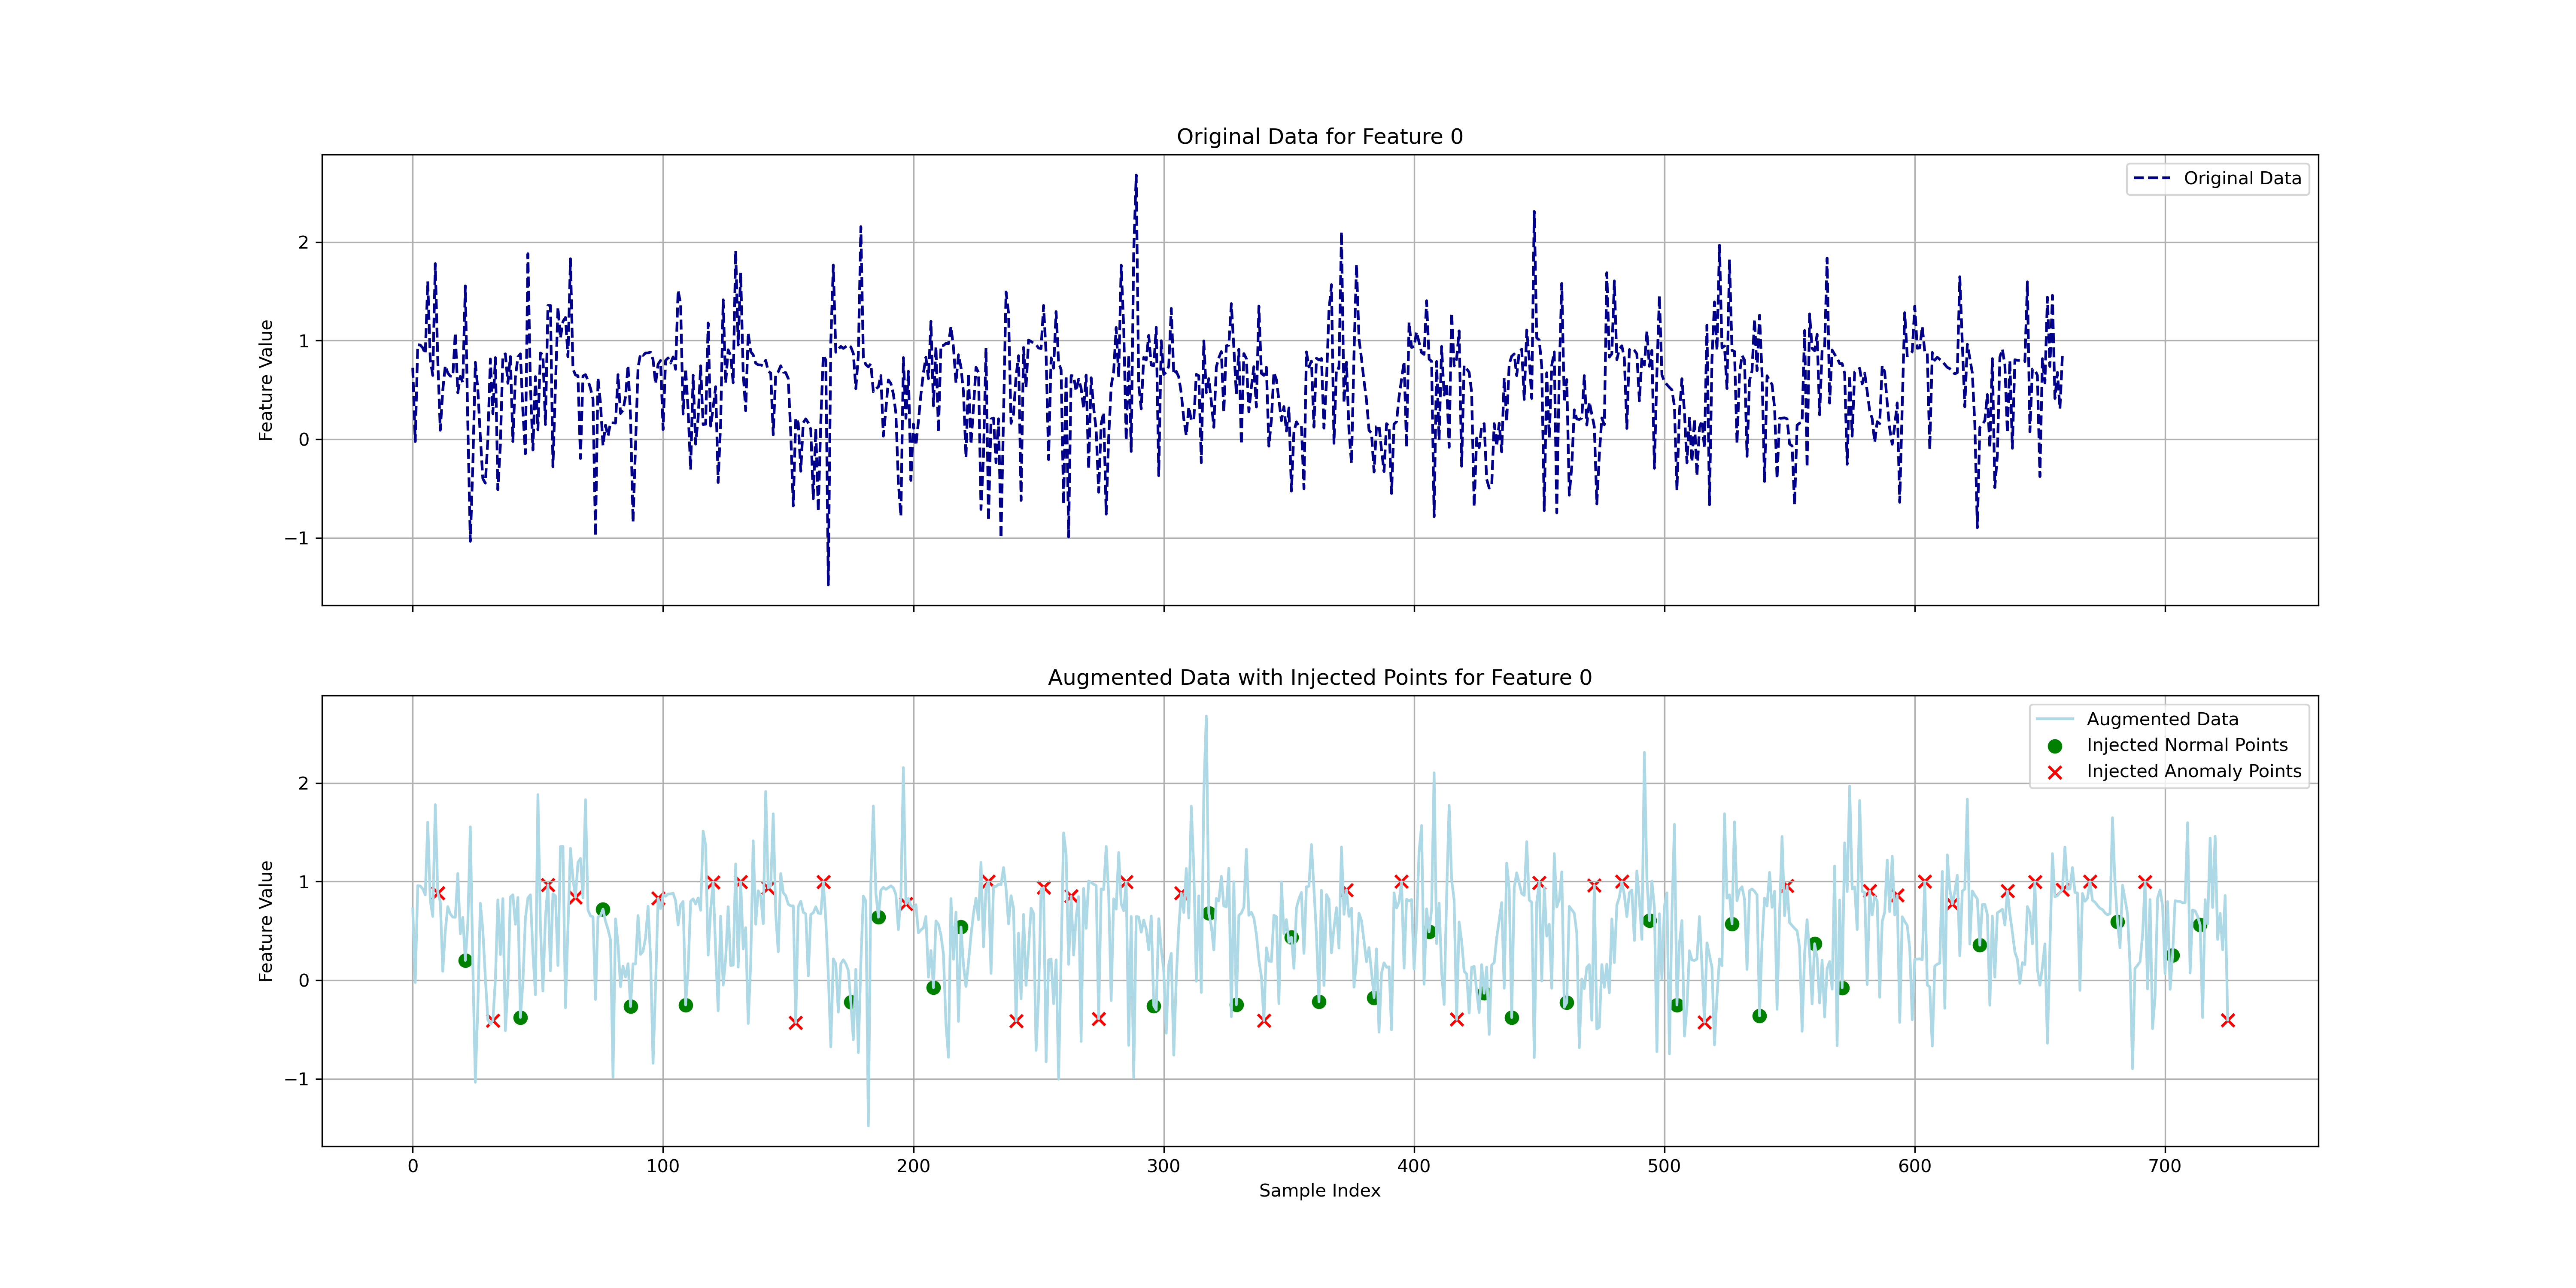 Original Data for Feature 0
Original Data
Feature Value
2
1
0
−1
Augmented Data with Injected Points for Feature 0
Augmented Data
Injected Normal Points
Injected Anomaly Points
Feature Value
2
1
0
−1
0 100 200 300 400 500 600 700
Sample Index